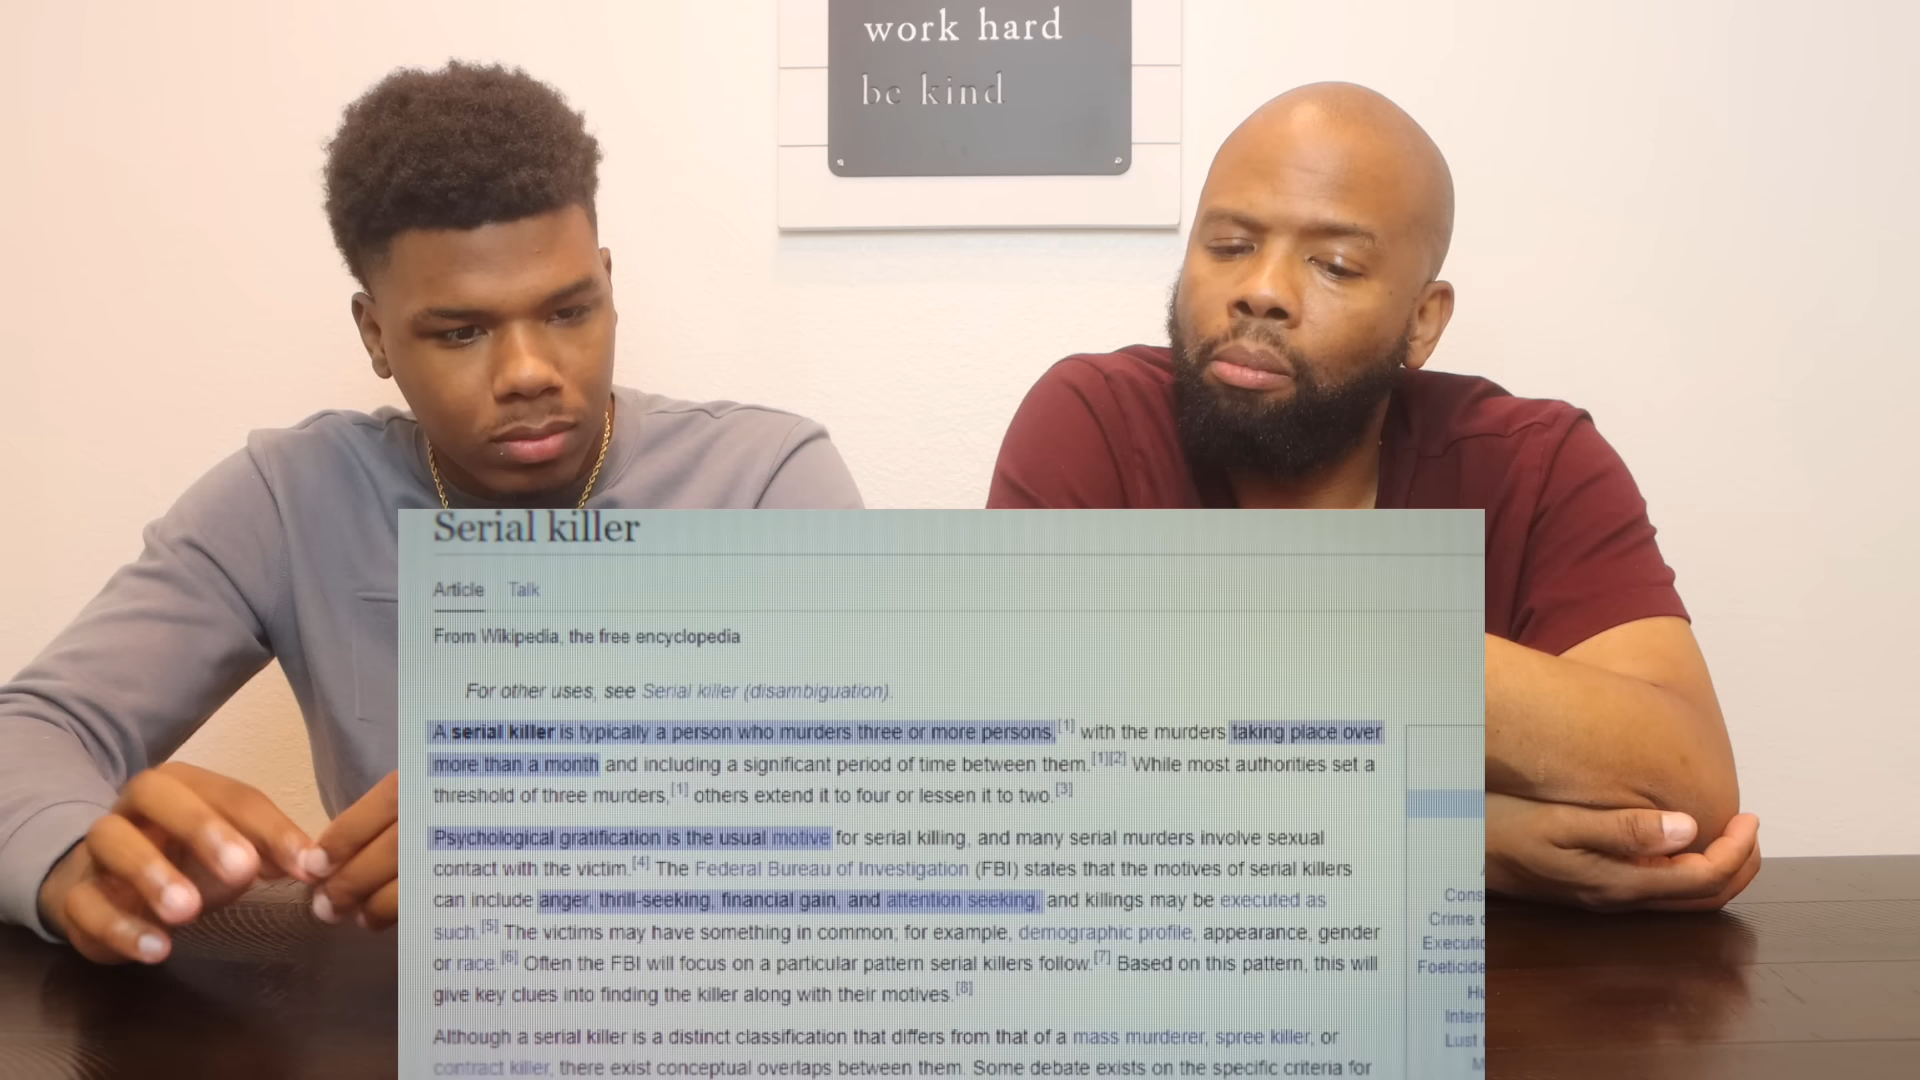 work hard
be kind
Serial killer
Article Talk
From Wikipedia, the free encyclopedia
For other uses, see Serial killer (disambiguation).
A serial killer is typically a person who murders three or more persons,[1] with the murders taking place over
more than a month and including a significant period of time between them.[1][2] While most authorities set a
threshold of three murders,[1] others extend it to four or lessen it to two.[3]
Psychological gratification is the usual motive for serial killing, and many serial murders involve sexual
contact with the victim.[4] The Federal Bureau of Investigation (FBI) states that the motives of serial killers
can include anger, thrill-seeking, financial gain, and attention seeking, and killings may be executed as
such.[5] The victims may have something in common, for example, demographic profile, appearance, gender
or race.[6] Often the FBI will focus on a particular pattern serial killers follow.[7] Based on this pattern, this will
give key clues into finding the killer along with their motives.[8]
Although a serial killer is a distinct classification that differs from that of a mass murderer, spree killer, or
contract killer, there exist conceptual overlaps between them. Some debate exists on the specific criteria for
Cons
Crime
Executio
Foeticide
Hu
Intern
Lust
M